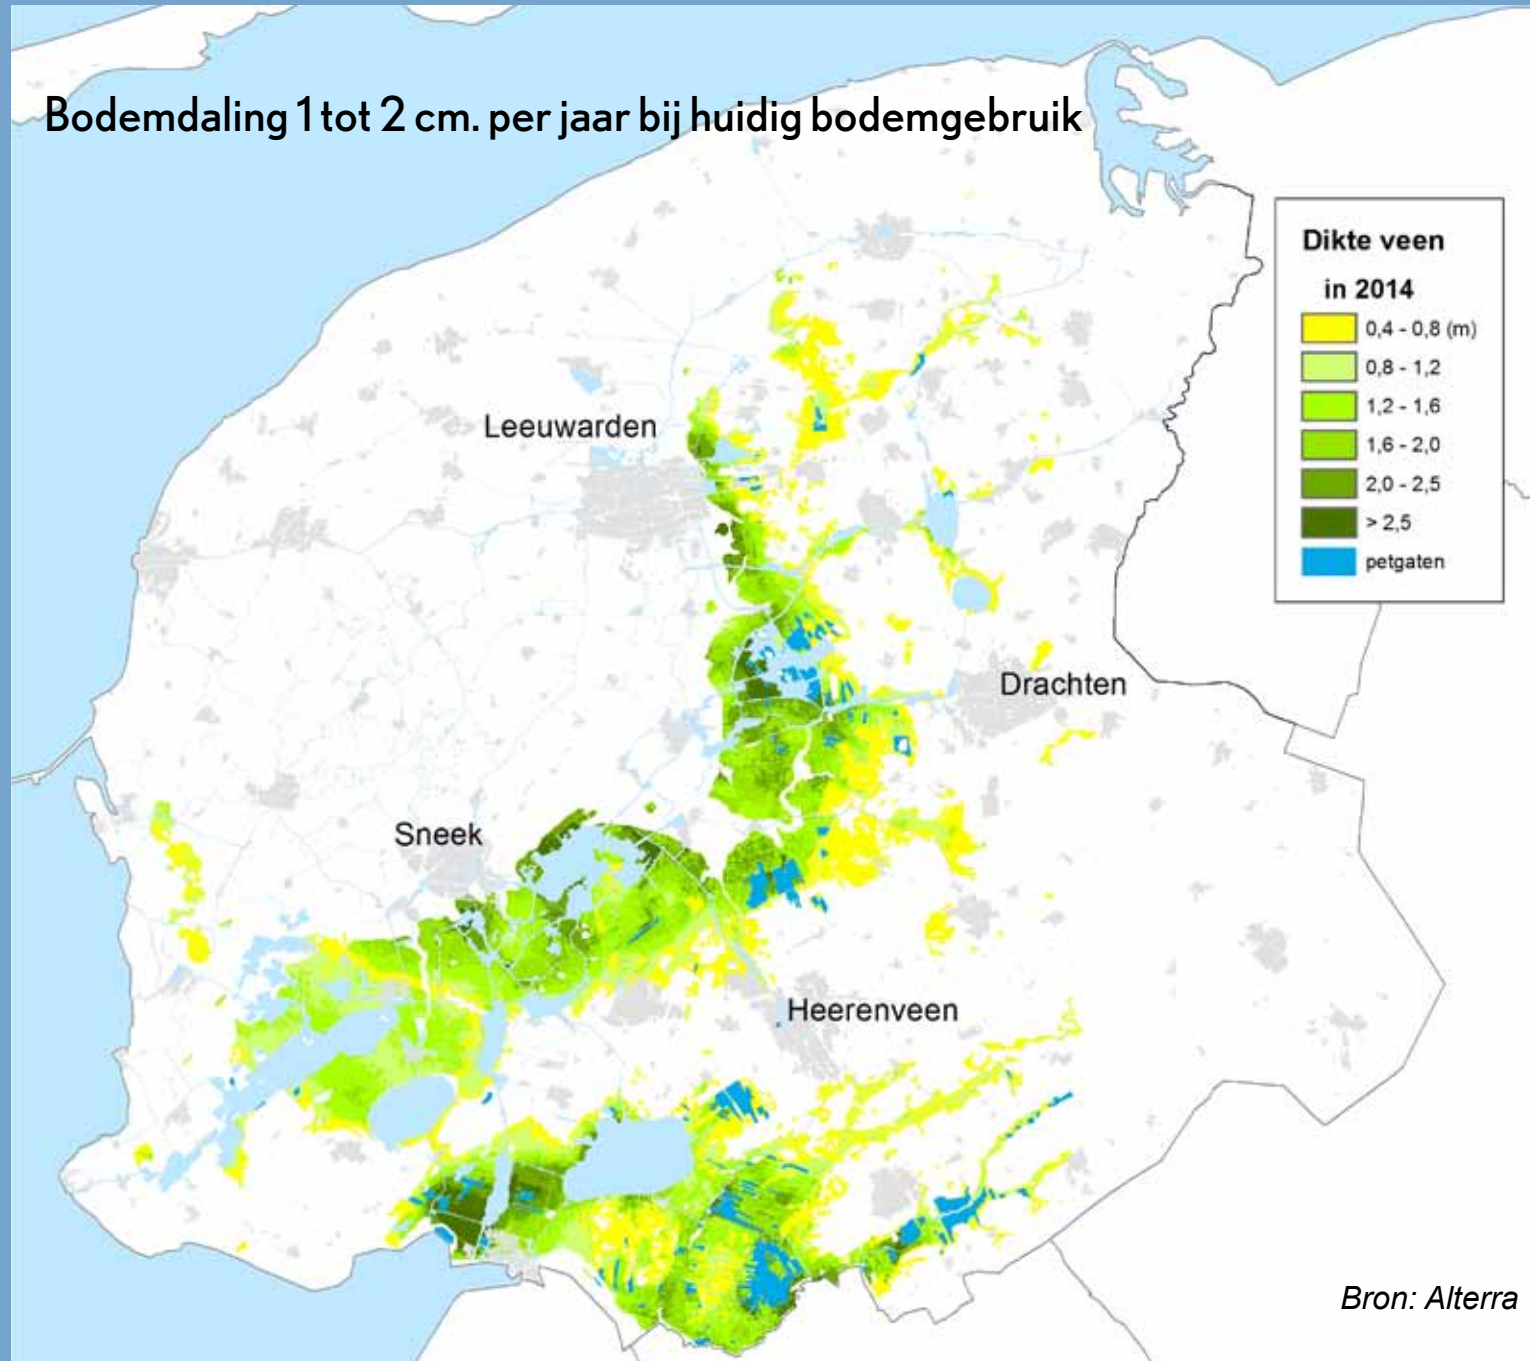 Bodemdaling 1 tot 2 cm. per jaar bij huidig bodemgebruik
Dikte veen
in 2014
0,4 - 0,8 (m)
0,8 - 1,2
1,2 - 1,6
1,6 - 2,0
2,0 - 2,5
> 2,5
petgaten
Leeuwarden
Drachten
Sneek
Heerenveen
Bron: Alterra